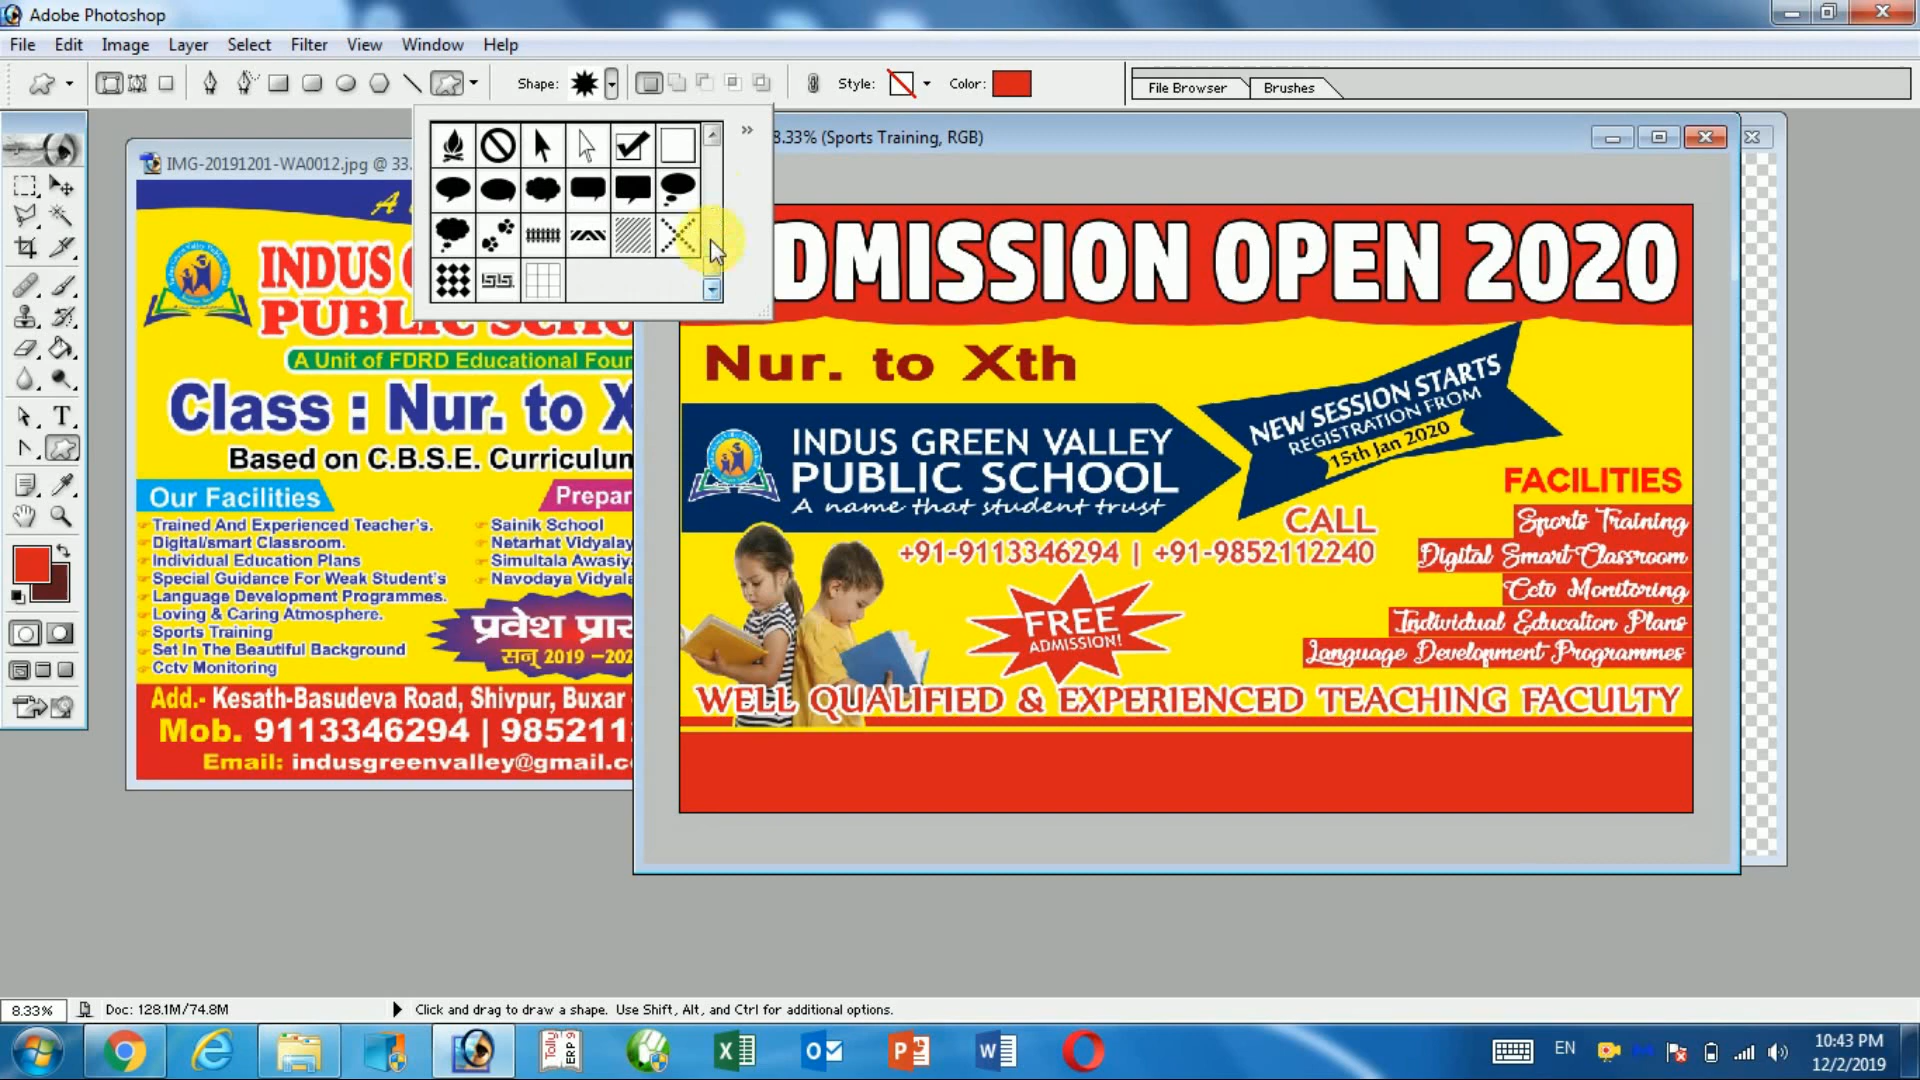 Adobe Photoshop
File Edit Image Layer Select Filter View Window Help
Shape: Style: Color: File Browser Brushes
IMG-20191201-WA0012.jpg @ 33.
8.33% (Sports Training, RGB)
A
INDUS
PUBLIC SCHO
A Unit of FDRD Educational Foun
Class : Nur. to X
Based on C.B.S.E. Curriculum
Our Facilities
Prepar
Trained And Experienced Teacher's.
Digital/smart Classroom.
Individual Education Plans
Special Guidance For Weak Student's
Language Development Programmes.
Loving & Caring Atmosphere.
Sports Training
Set In The Beautiful Background
Cctv Monitoring
Sainik School
Netarhat Vidyalay
Simultala Awasiy
Navodaya Vidyala
प्रवेश प्रार
सन् 2019 –202
Add.- Kesath-Basudeva Road, Shivpur, Buxar
Mob. 9113346294 | 985211
Email: indusgreenvalley@gmail.c
DMISSION OPEN 2020
Nur. to Xth
NEW SESSION STARTS
REGISTRATION FROM
15th Jan 2020
INDUS GREEN VALLEY
PUBLIC SCHOOL
A name that student trust
FACILITIES
Sports Training
Digital Smart Classroom
Cctv Monitoring
Individual Education Plans
Language Development Programmes
CALL
+91-9113346294 | +91-9852112240
FREE
ADMISSION!
WELL QUALIFIED & EXPERIENCED TEACHING FACULTY
8.33% Doc: 128.1M/74.8M Click and drag to draw a shape. Use Shift, Alt, and Ctrl for additional options.
Tally ERP 9
EN
10:43 PM
12/2/2019